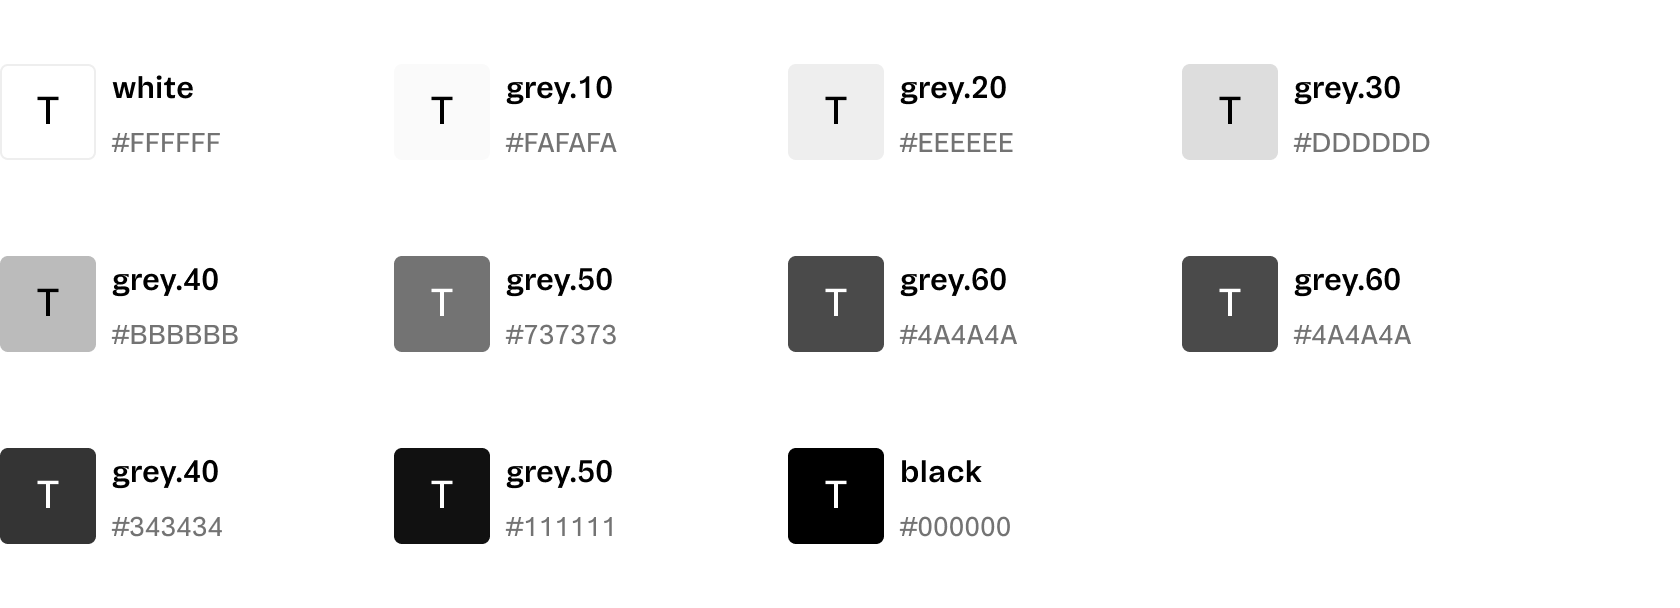 T
white
#FFFFFF
T
grey.10
#FAFAFA
T
grey.20
#EEEEEE
T
grey.30
#DDDDDD
T
grey.40
#BBBBBB
T
grey.50
#737373
T
grey.60
#4A4A4A
T
grey.60
#4A4A4A
T
grey.40
#343434
T
grey.50
#111111
T
black
#000000